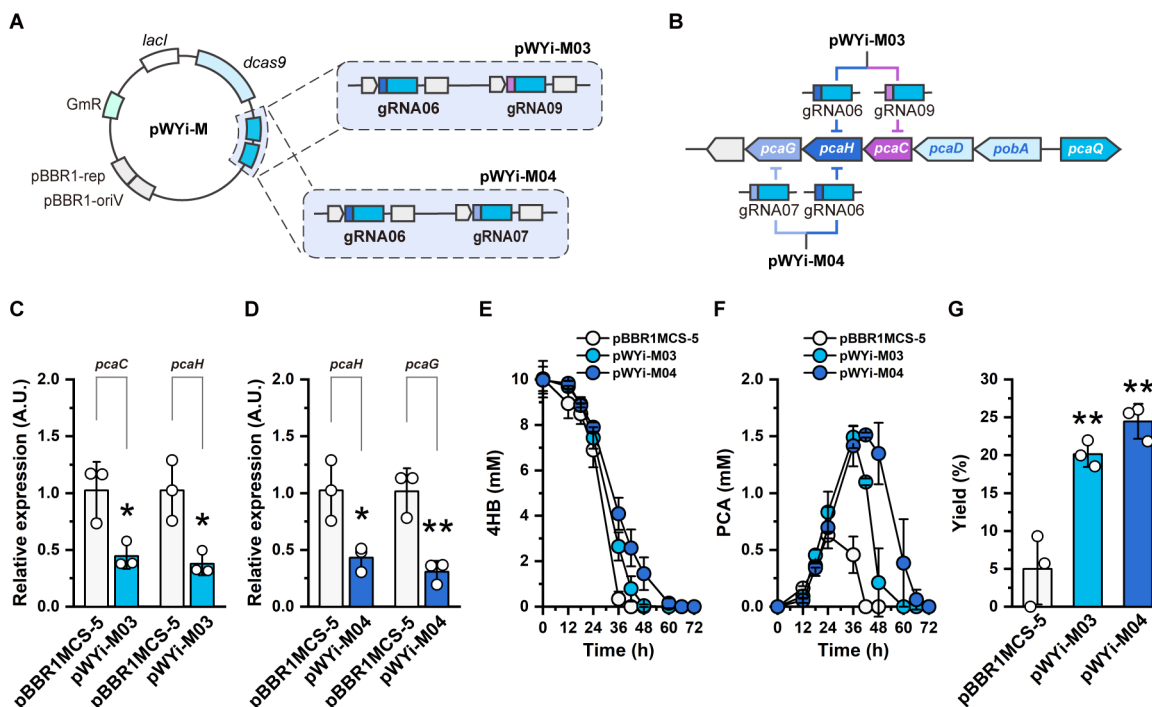 A
lacI
dcas9
GmR
pWYi-M
pBBR1-rep
pBBR1-oriV
pWYi-M03
gRNA06
gRNA09
pWYi-M04
gRNA06
gRNA07
B
pWYi-M03
gRNA06
gRNA09
pcaG
pcaH
pcaC
pcaD
pobA
pcaQ
gRNA07
gRNA06
pWYi-M04
C
pcaC
pcaH
Relative expression (A.U.)
2.0
1.5
1.0
0.5
0.0
*
*
pBBR1MCS-5
pWYi-M03
pBBR1MCS-5
pWYi-M03
D
pcaH
pcaG
Relative expression (A.U.)
2.0
1.5
1.0
0.5
0.0
*
**
pBBR1MCS-5
pWYi-M04
pBBR1MCS-5
pWYi-M04
E
pBBR1MCS-5
pWYi-M03
pWYi-M04
4HB (mM)
10
8
6
4
2
0
0 12 24 36 48 60 72
Time (h)
F
pBBR1MCS-5
pWYi-M03
pWYi-M04
PCA (mM)
2.0
1.5
1.0
0.5
0.0
0 12 24 36 48 60 72
Time (h)
G
Yield (%)
30
25
20
15
10
5
0
**
**
pBBR1MCS-5
pWYi-M03
pWYi-M04